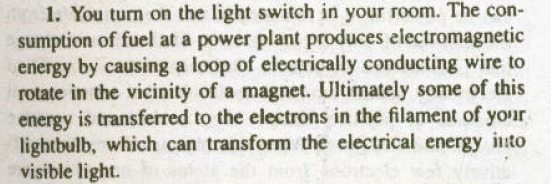 1. You turn on the light switch in your room. The con-
sumption of fuel at a power plant produces electromagnetic
energy by causing a loop of electrically conducting wire to
rotate in the vicinity of a magnet. Ultimately some of this
energy is transferred to the electrons in the filament of your
lightbulb, which can transform the electrical energy into
visible light.